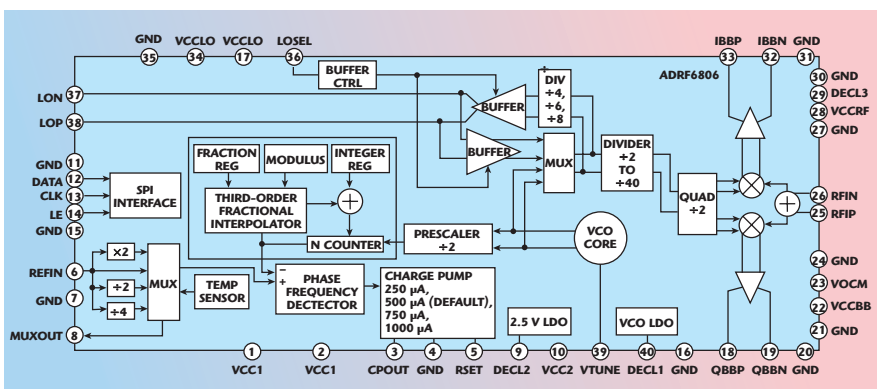 GND
VCCLO
VCCLO
LOSEL
IBBP
IBBN
GND
35
34
17
36
33
32
31
ADRF6806
30 GND
29 DECL3
28 VCCRF
27 GND
BUFFER
CTRL
÷
DIV
÷4,
÷6,
÷8
LON 37
LOP 38
BUFFER
BUFFER
MUX
DIVIDER
÷2
TO
÷40
QUAD
÷2
FRACTION
REG
MODULUS
INTEGER
REG
THIRD-ORDER
FRACTIONAL
INTERPOLATOR
+
N COUNTER
PRESCALER
÷2
VCO
CORE
GND 11
DATA 12
CLK 13
LE 14
GND 15
SPI
INTERFACE
+
26 RFIN
25 RFIP
24 GND
23 VOCM
22 VCCBB
21 GND
REFIN 6
GND 7
MUXOUT 8
×2
÷2
÷4
MUX
TEMP
SENSOR
−
+
PHASE
FREQUENCY
DECTECTOR
CHARGE PUMP
250 µA,
500 µA (DEFAULT),
750 µA,
1000 µA
2.5 V LDO
VCO LDO
1
2
3
4
5
9
10
39
40
16
18
19
20
VCC1
VCC1
CPOUT
GND
RSET
DECL2
VCC2
VTUNE
DECL1
GND
QBBP
QBBN
GND